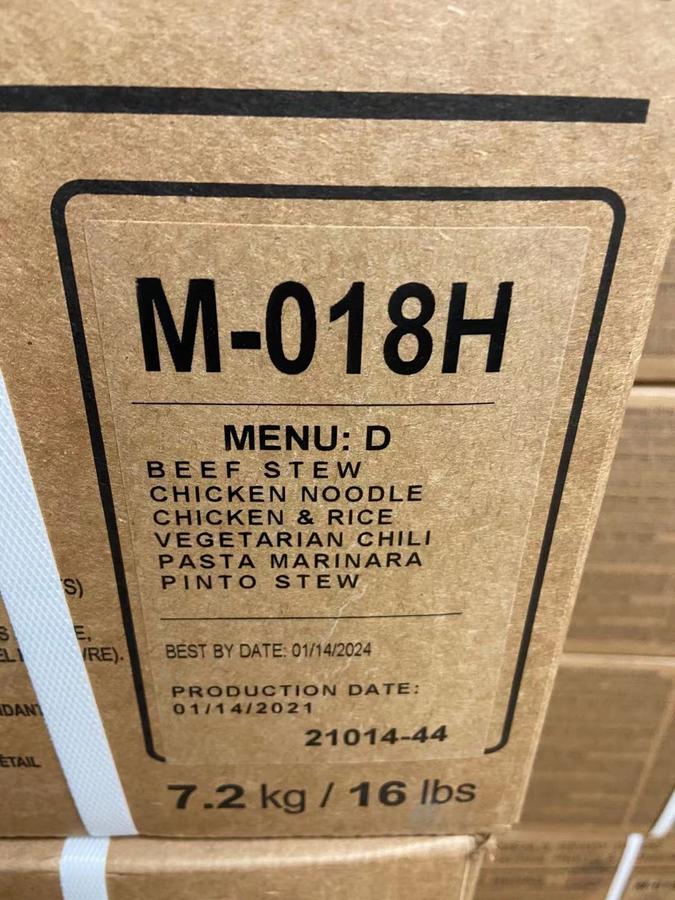 M-018H
MENU: D
BEEF STEW
CHICKEN NOODLE
CHICKEN & RICE
VEGETARIAN CHILI
PASTA MARINARA
PINTO STEW
BEST BY DATE: 01/14/2024
PRODUCTION DATE:
01/14/2021
21014-44
7.2 kg / 16 lbs